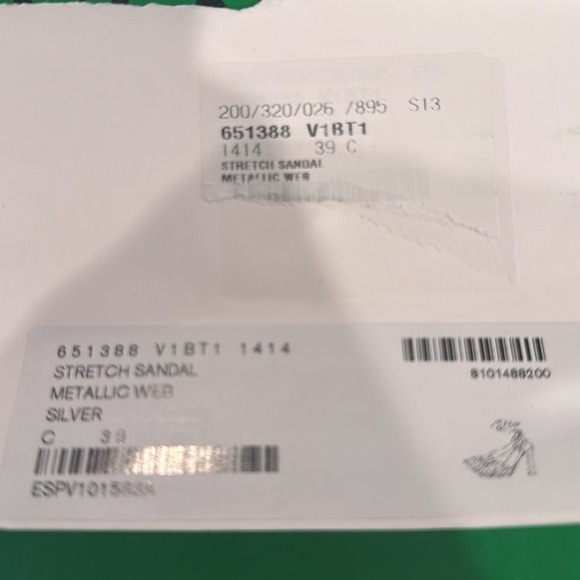 200/320/026 /895 S13
651388 V1BT1
1414 39 C
STRETCH SANDAL
METALLIC WEB
651388 V1BT1 1414
STRETCH SANDAL
METALLIC WEB
SILVER
C 39
8101488200